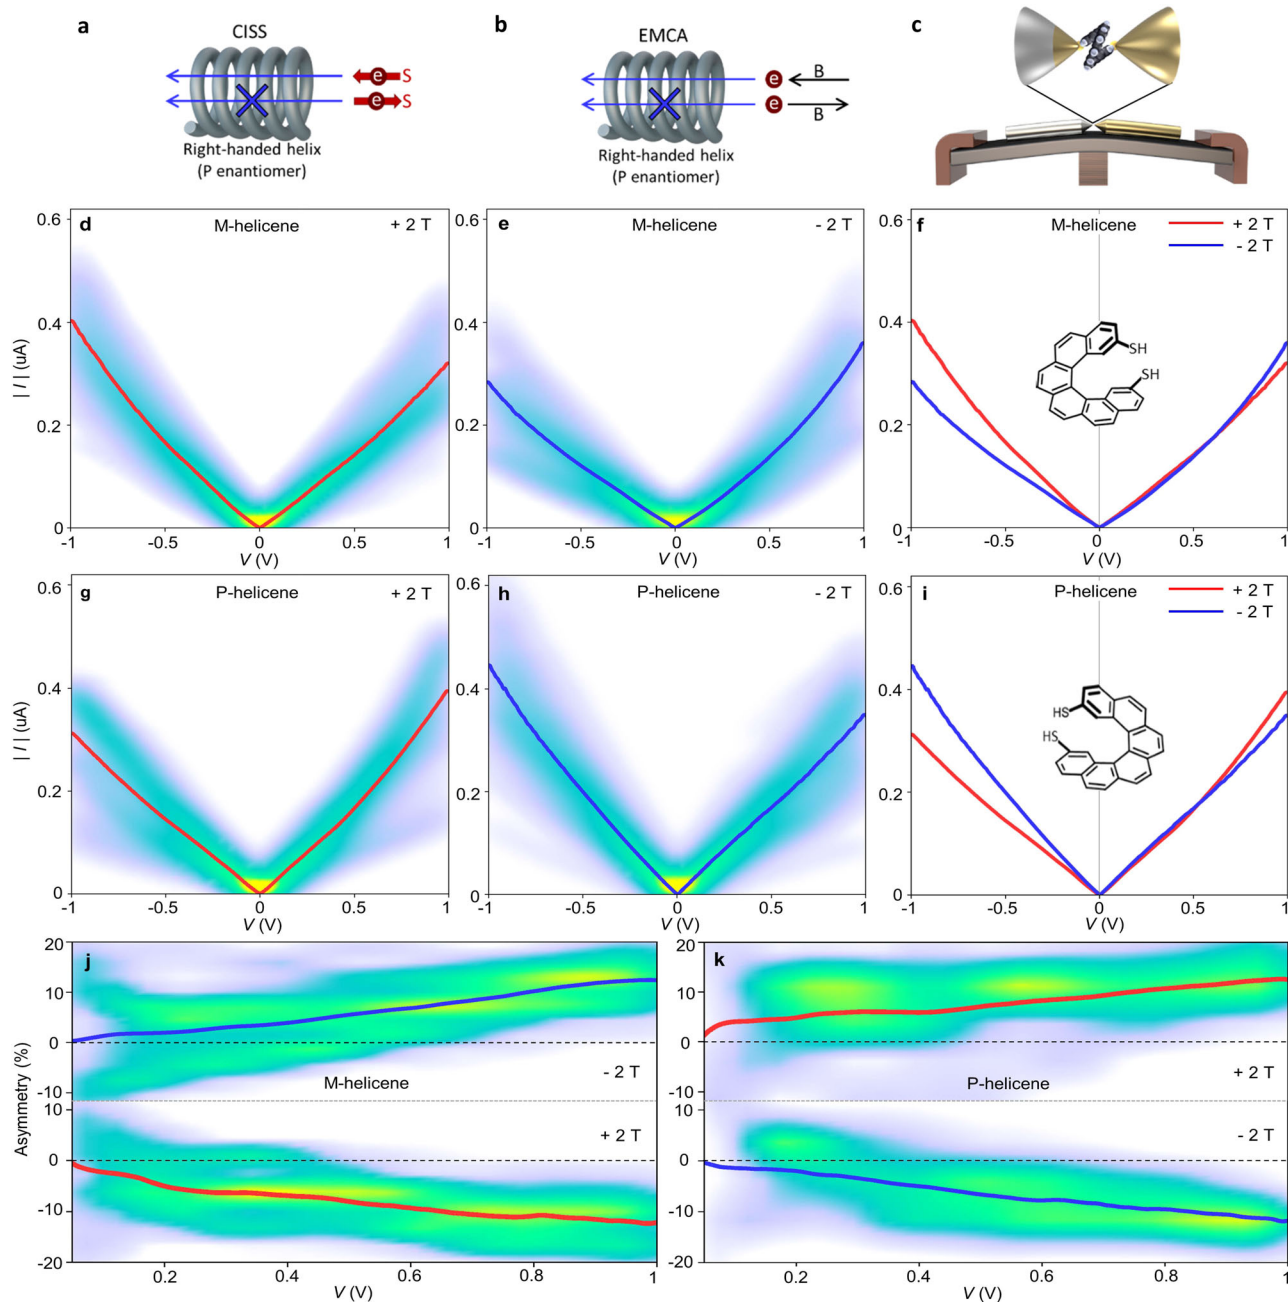 a
CISS
e S
e S
Right-handed helix
(P enantiomer)
b
EMCA
e B
e B
Right-handed helix
(P enantiomer)
c
d M-helicene + 2 T
0.6
0.4
0.2
0
| I | (uA)
-1 -0.5 0 0.5 1
V (V)
e M-helicene - 2 T
0.6
0.4
0.2
0
-1 -0.5 0 0.5 1
V (V)
f M-helicene + 2 T
- 2 T
SH
SH
0.6
0.4
0.2
0
-1 -0.5 0 0.5 1
V (V)
g P-helicene + 2 T
0.6
0.4
0.2
0
| I | (uA)
-1 -0.5 0 0.5 1
V (V)
h P-helicene - 2 T
0.6
0.4
0.2
0
-1 -0.5 0 0.5 1
V (V)
i P-helicene + 2 T
- 2 T
HS
HS
0.6
0.4
0.2
0
-1 -0.5 0 0.5 1
V (V)
j
20
10
0
-10
- 2 T
M-helicene
Asymmetry (%)
10
0
-10
-20
+ 2 T
0.2 0.4 0.6 0.8 1
V (V)
k
20
10
0
-10
+ 2 T
P-helicene
10
0
-10
-20
- 2 T
0.2 0.4 0.6 0.8 1
V (V)